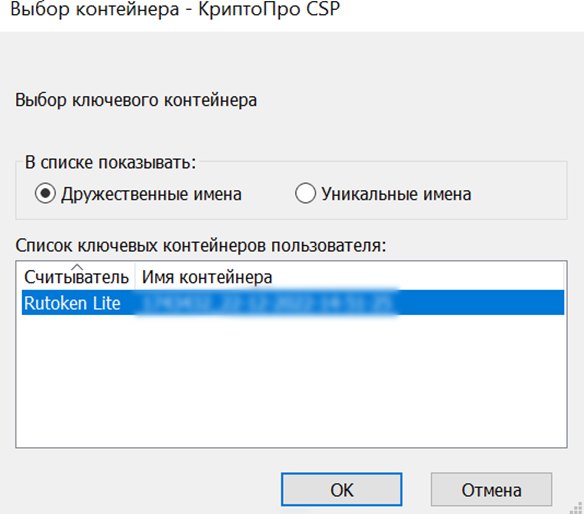 Выбор контейнера - КриптоПро CSP
Выбор ключевого контейнера
В списке показывать:
Дружественные имена
Уникальные имена
Список ключевых контейнеров пользователя:
Считыватель Имя контейнера
Rutoken Lite
OK Отмена